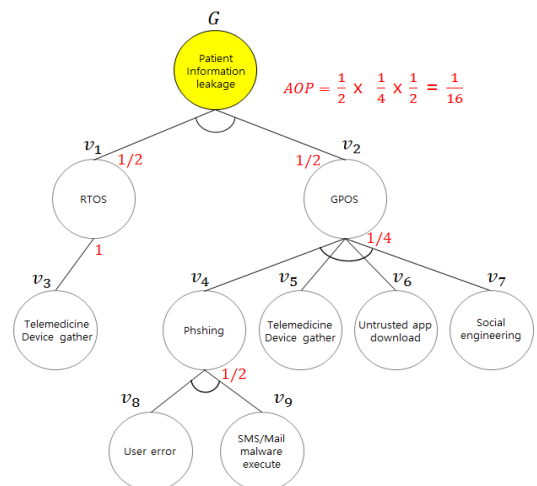 G
Patient
Information
leakage
AOP = 1/2 x 1/4 x 1/2 = 1/16
v1
1/2
1/2
v2
RTOS
GPOS
1
1/4
v3
v4
v5
v6
v7
Telemedicine
Device gather
Phshing
Telemedicine
Device gather
Untrusted app
download
Social
engineering
1/2
v8
v9
User error
SMS/Mail
malware
execute